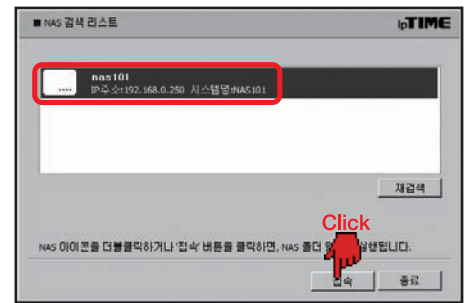 ■ NAS 검색 리스트
ipTIME
nas101
IP주소:192.168.0.250 시스템명:NAS101
재검색
Click
NAS 아이콘을 더블클릭하거나 '접속' 버튼을 클릭하면, NAS 폴더 실행됩니다.
접속
종료